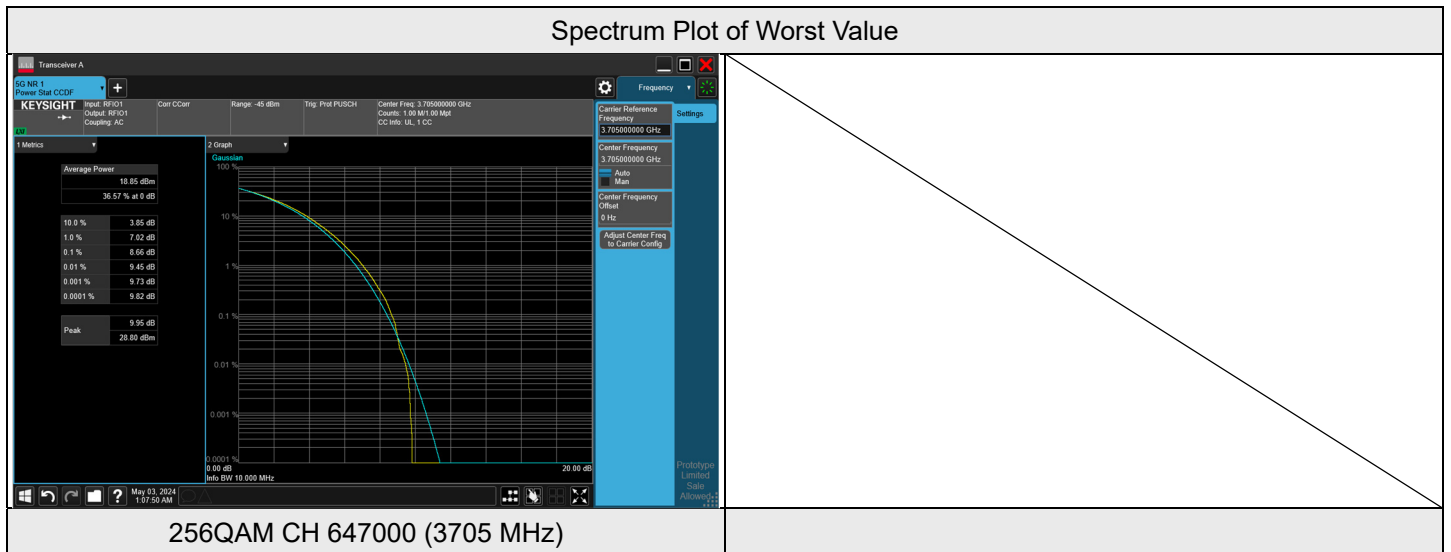 Spectrum Plot of Worst Value
Transceiver A
5G NR 1
Power Stat CCDF
+
Frequency
KEYSIGHT
LXI
Input: RFIO1
Output: RFIO1
Coupling: AC
Corr CCorr
Range: -45 dBm
Trig: Prot PUSCH
Center Freq: 3.705000000 GHz
Counts: 1.00 M/1.00 Mpt
CC Info: UL, 1 CC
Carrier Reference
Frequency
3.705000000 GHz
Settings
Center Frequency
3.705000000 GHz
Auto
Man
Center Frequency
Offset
0 Hz
Adjust Center Freq
to Carrier Config
1 Metrics
Average Power
18.85 dBm
36.57 % at 0 dB
10.0 % 3.85 dB
1.0 % 7.02 dB
0.1 % 8.66 dB
0.01 % 9.45 dB
0.001 % 9.73 dB
0.0001 % 9.82 dB
Peak
9.95 dB
28.80 dBm
2 Graph
Gaussian
100 %
10 %
1 %
0.1 %
0.01 %
0.001 %
0.0001 %
0.00 dB 20.00 dB
Info BW 10.000 MHz
Prototype
Limited
Sale
Allowed
?
May 03, 2024
1:07:50 AM
256QAM CH 647000 (3705 MHz)